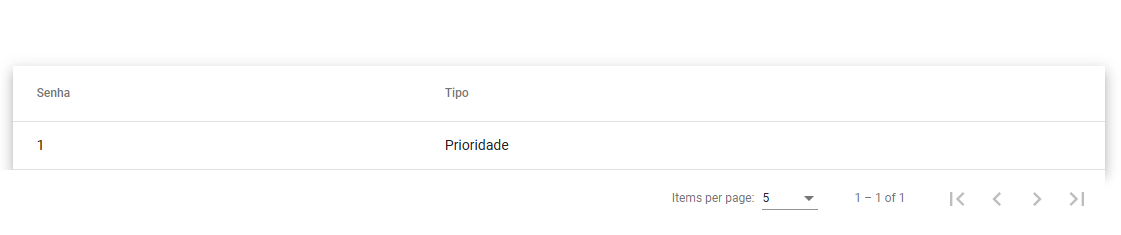 Senha Tipo
1 Prioridade
Items per page: 5 1 – 1 of 1